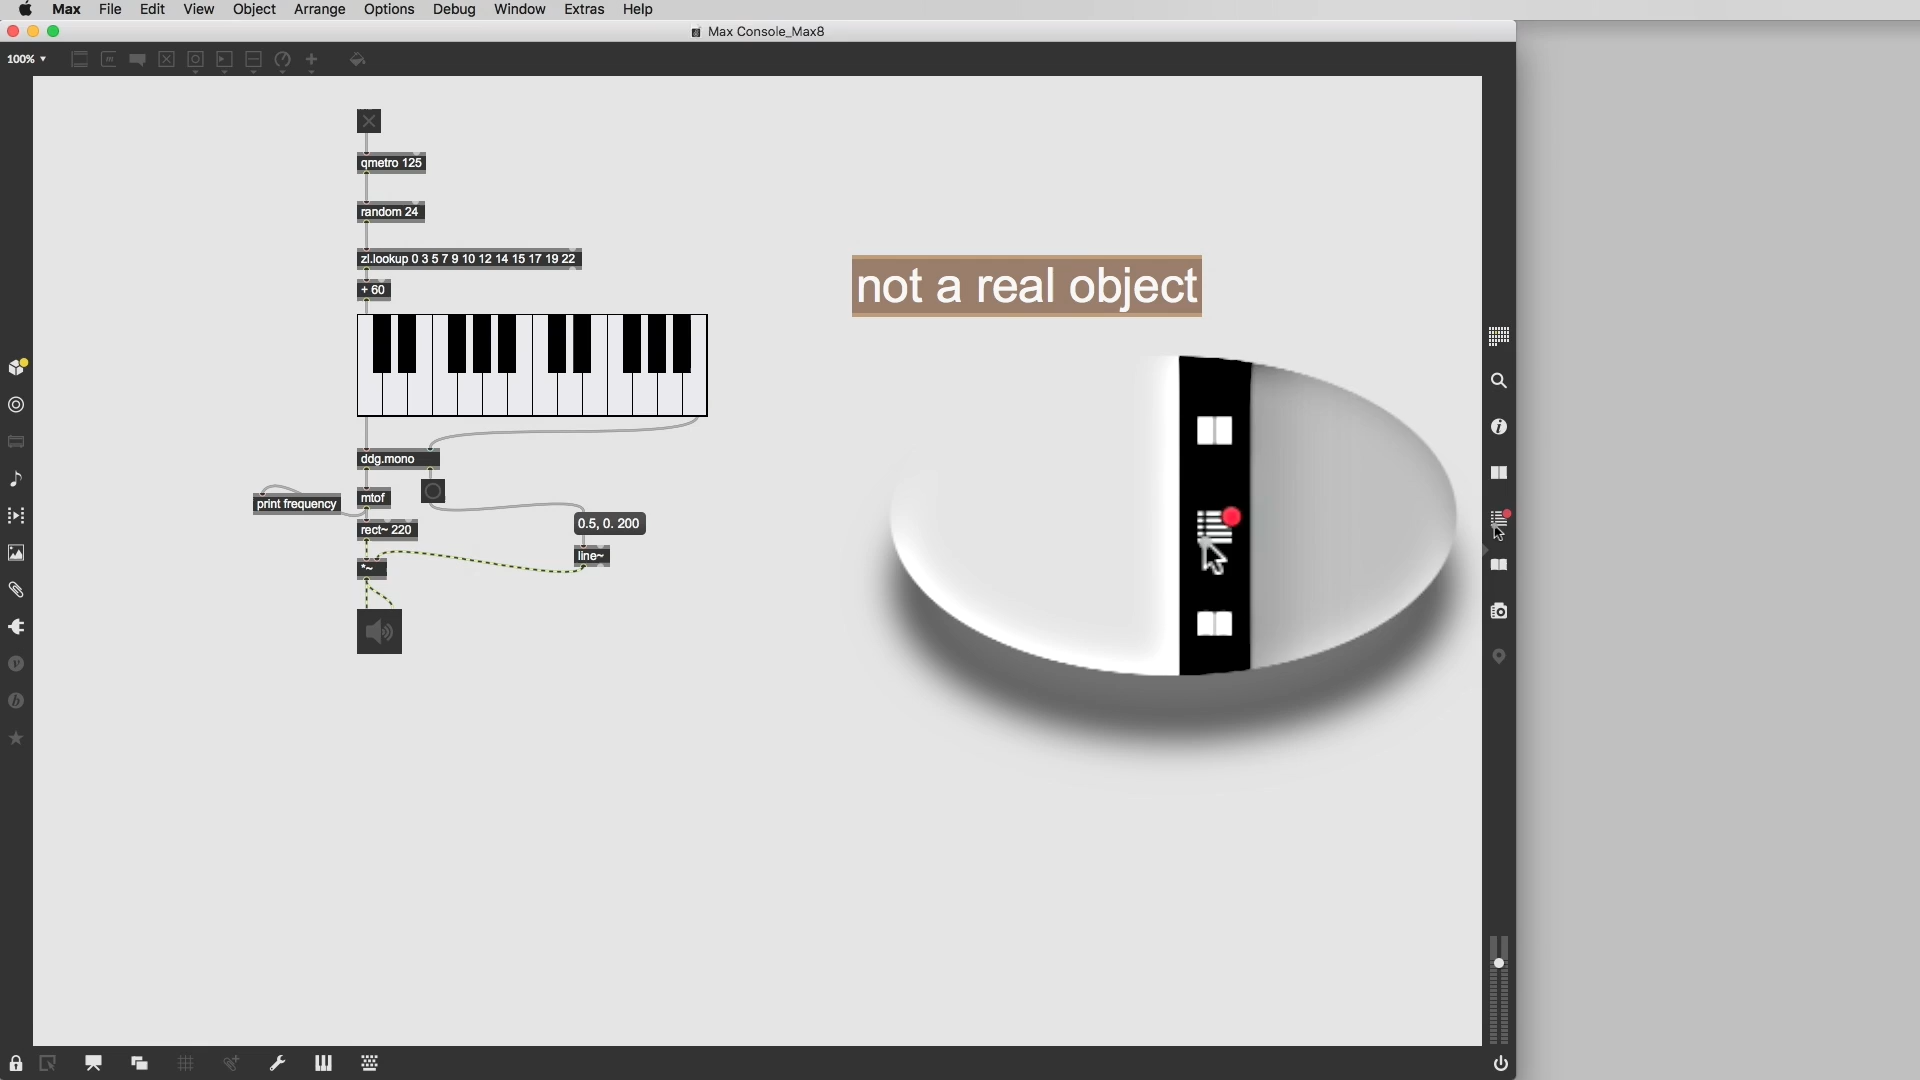 Max File Edit View Object Arrange Options Debug Window Extras Help
Max Console_Max8
100%
qmetro 125
random 24
zl.lookup 0 3 5 7 9 10 12 14 15 17 19 22
+ 60
not a real object
ddg.mono
mtof
print frequency
rect~ 220
0.5, 0. 200
line~
*~